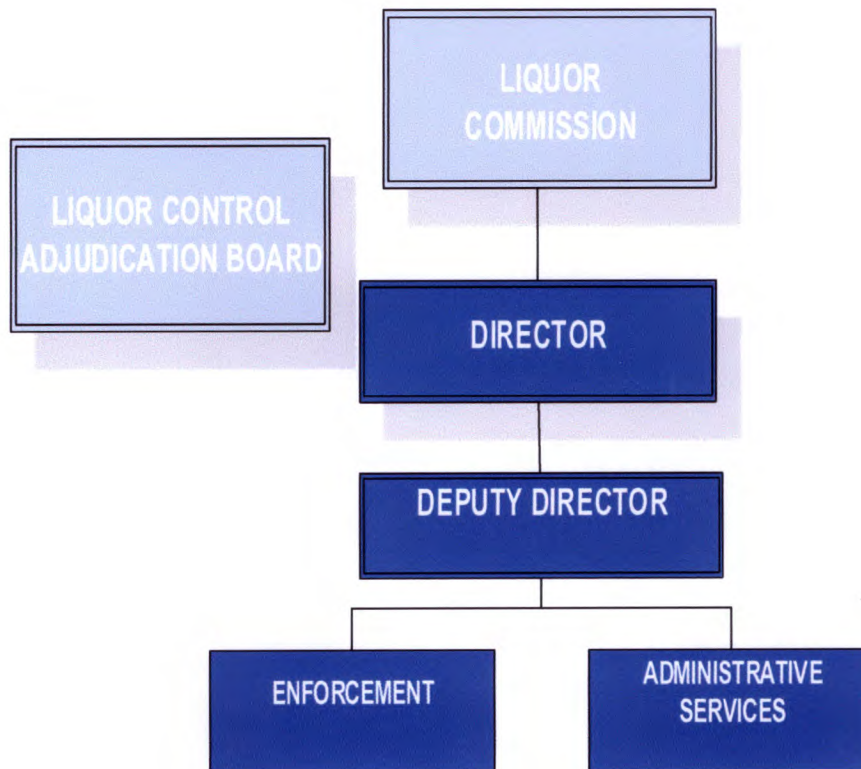 LIQUOR
COMMISSION
LIQUOR CONTROL
ADJUDICATION BOARD
DIRECTOR
DEPUTY DIRECTOR
ENFORCEMENT
ADMINISTRATIVE
SERVICES